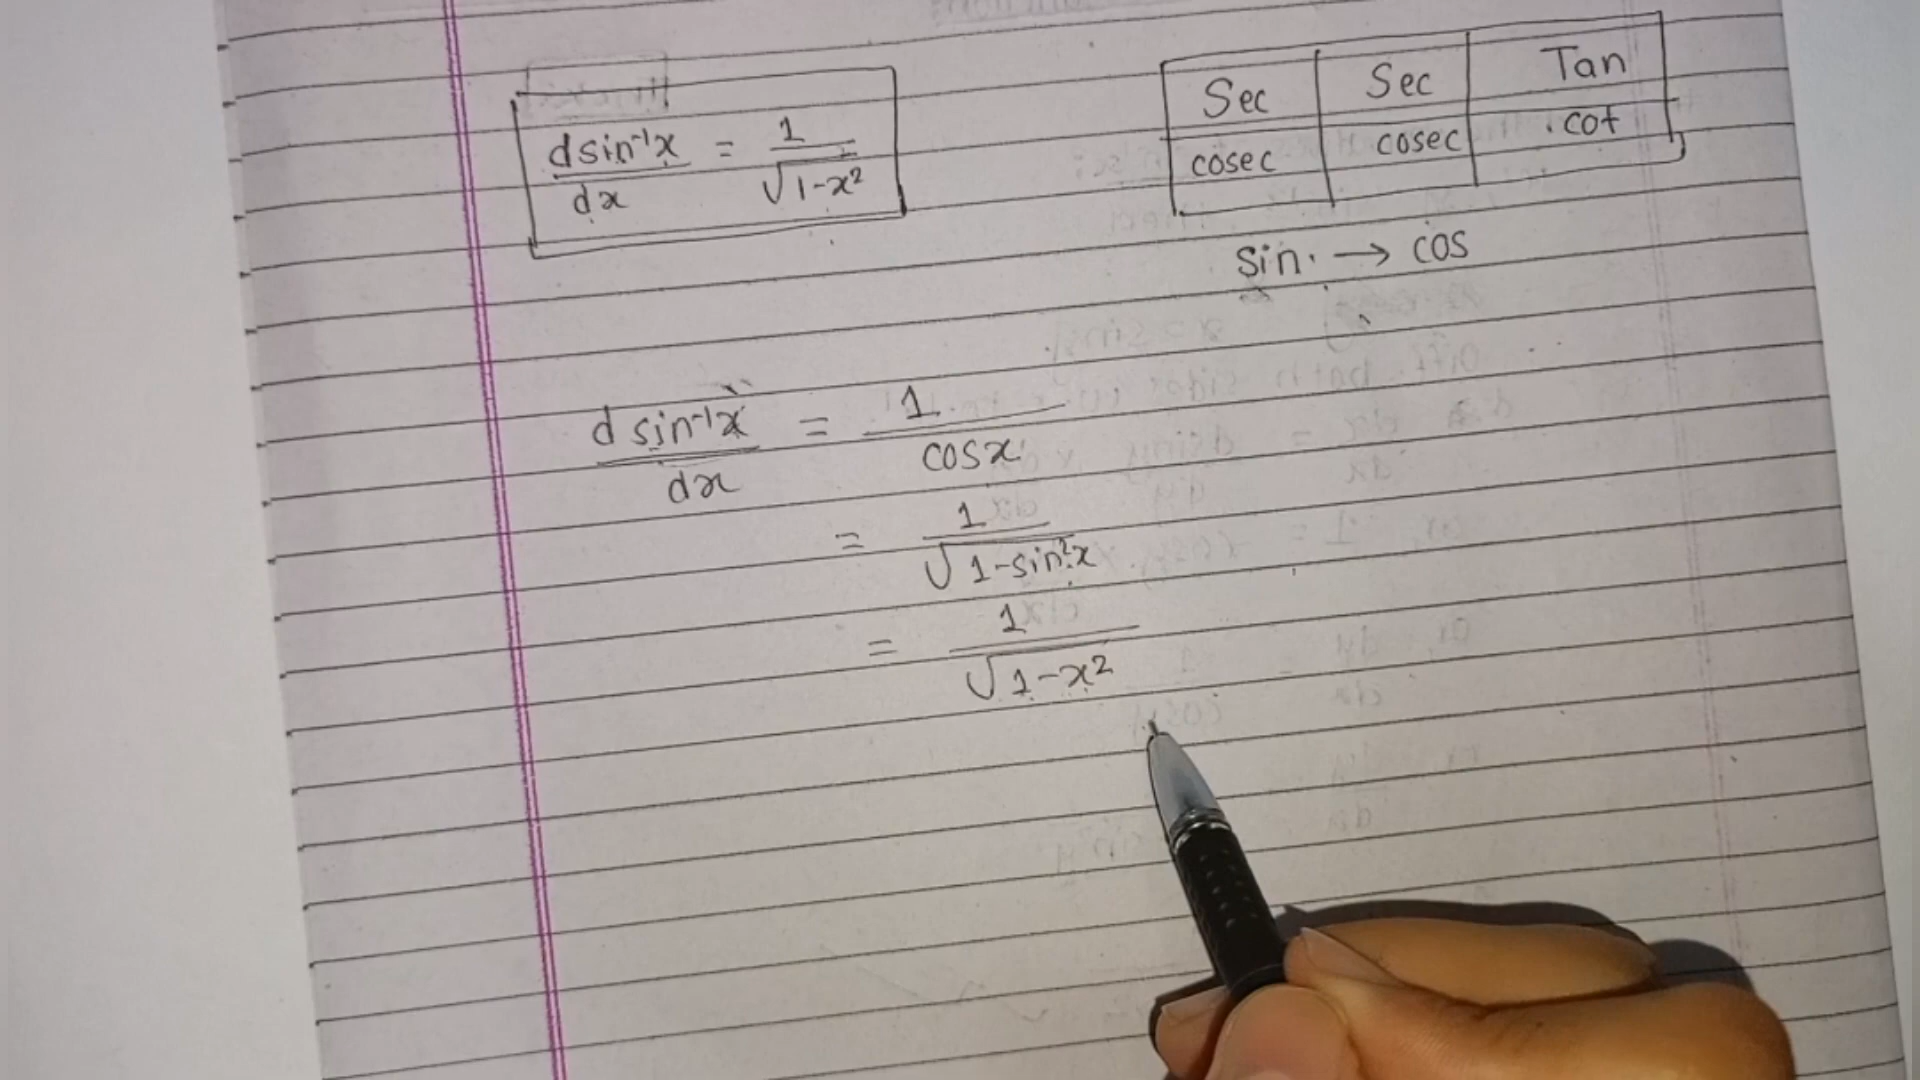 dsin⁻¹x/dx = 1/√1-x²
Sec Sec Tan
cosec cosec cot
sin → cos
d sin⁻¹x/dx = 1/cosx
= 1/√1-sin²x
= 1/√1-x²